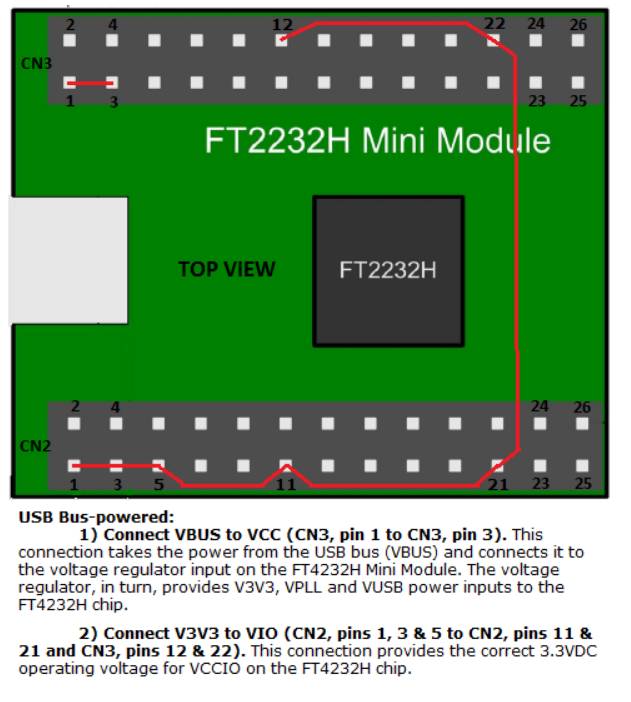 2 4 12 22 24 26
CN3
1 3 23 25
FT2232H Mini Module
TOP VIEW FT2232H
2 4 24 26
CN2
1 3 5 11 21 23 25
USB Bus-powered:
1) Connect VBUS to VCC (CN3, pin 1 to CN3, pin 3). This
connection takes the power from the USB bus (VBUS) and connects it to
the voltage regulator input on the FT4232H Mini Module. The voltage
regulator, in turn, provides V3V3, VPLL and VUSB power inputs to the
FT4232H chip.
2) Connect V3V3 to VIO (CN2, pins 1, 3 & 5 to CN2, pins 11 &
21 and CN3, pins 12 & 22). This connection provides the correct 3.3VDC
operating voltage for VCCIO on the FT4232H chip.